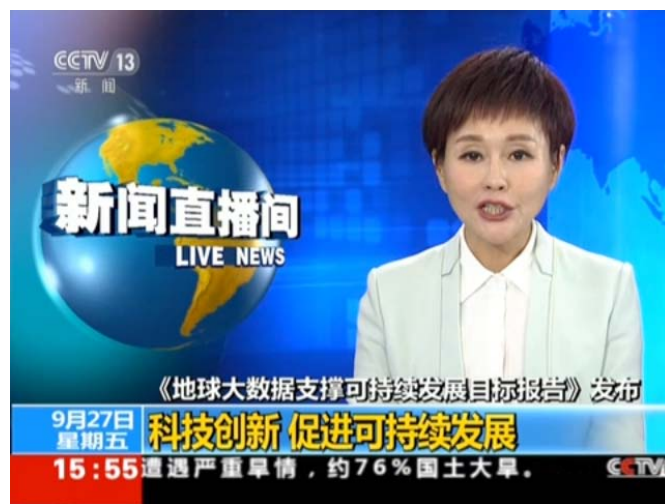 CCTV 13
新闻
新闻直播间
LIVE NEWS
《地球大数据支撑可持续发展目标报告》发布
9月27日
星期五
科技创新 促进可持续发展
15:55
遭遇严重旱情，约76%国土大旱。
CCTV